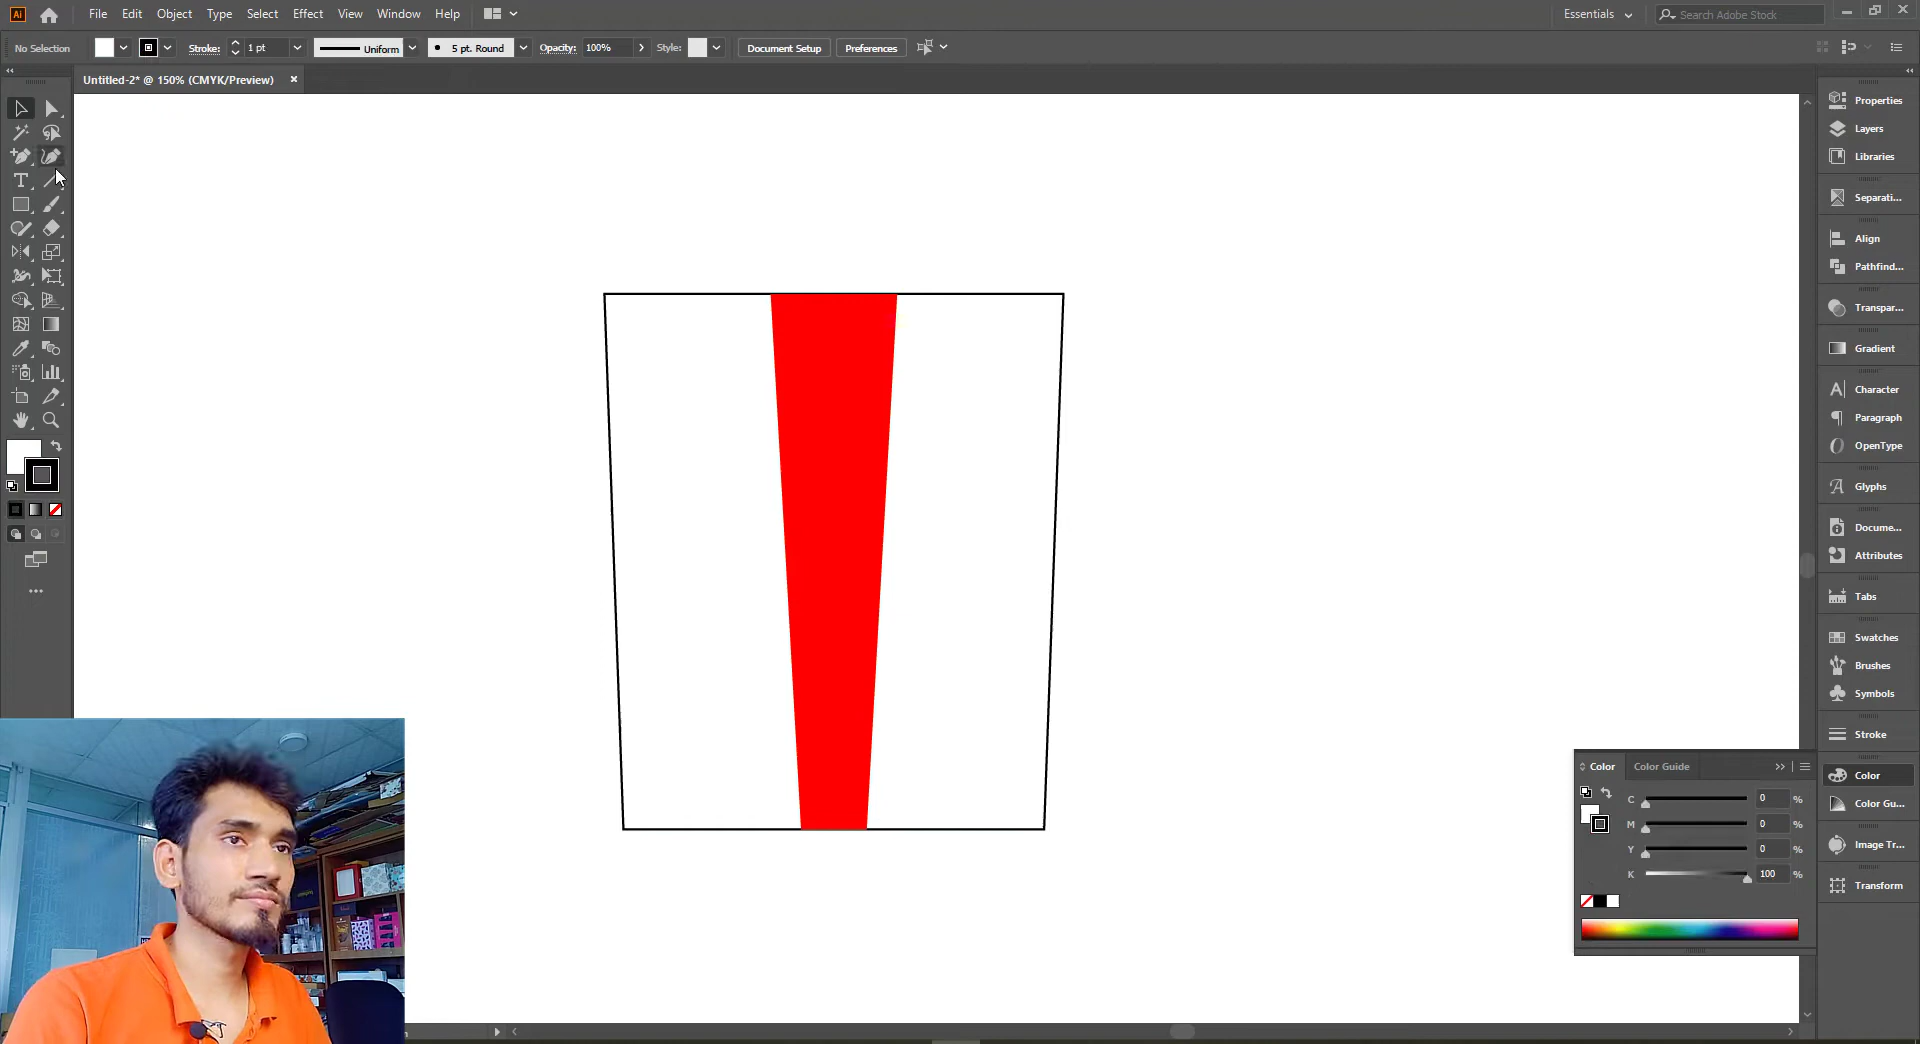 Ai File Edit Object Type Select Effect View Window Help Essentials Search Adobe Stock
No Selection Stroke: 1 pt Uniform 5 pt. Round Opacity: 100% Style: Document Setup Preferences
Untitled-2* @ 150% (CMYK/Preview)
Properties
Layers
Libraries
Separati...
Align
Pathfind...
Transpar...
Gradient
Character
Paragraph
OpenType
Glyphs
Docume...
Attributes
Tabs
Swatches
Brushes
Symbols
Stroke
Color
Color Gu...
Image Tr...
Transform
Color Color Guide
C 0 %
M 0 %
Y 0 %
K 100 %